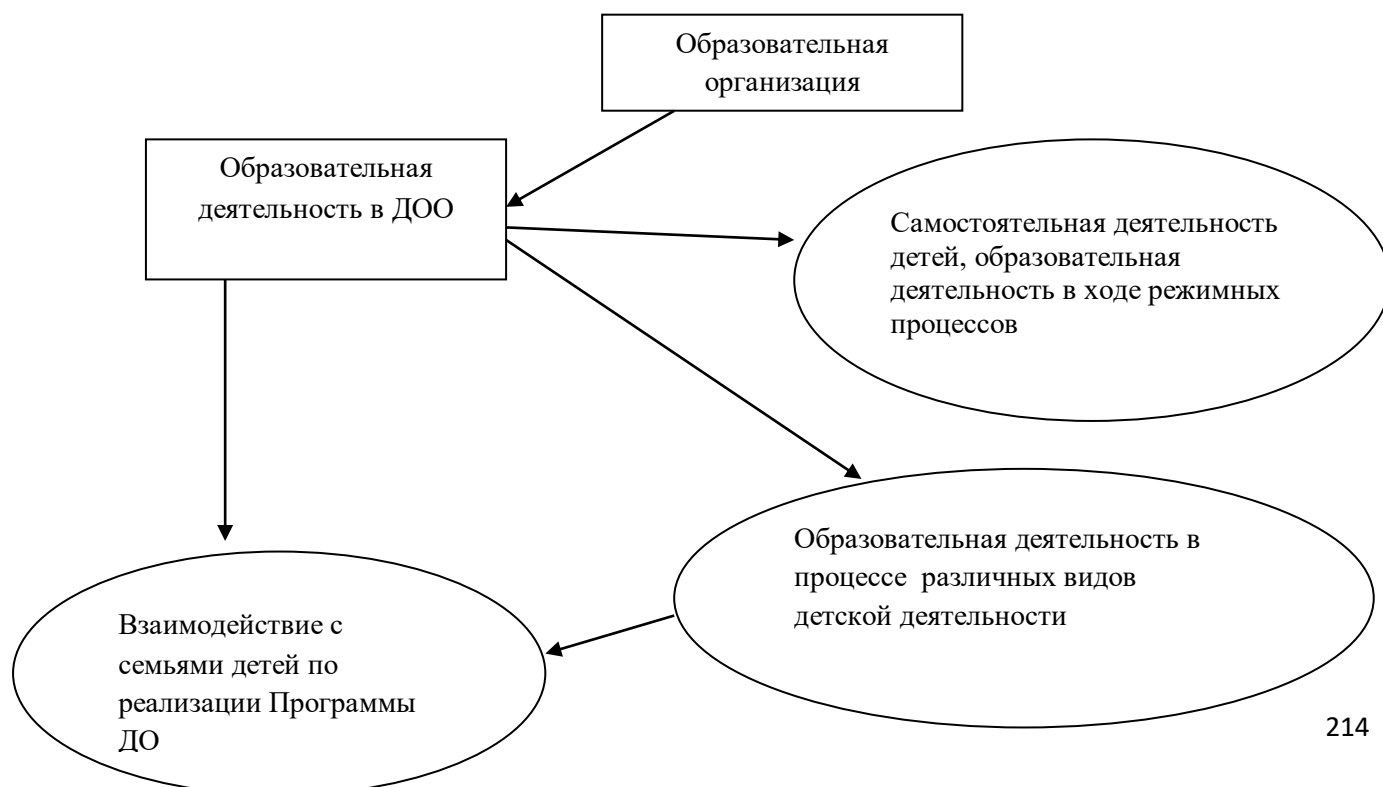 Образовательная
организация
Образовательная
деятельность в ДОО
Самостоятельная деятельность
детей, образовательная
деятельность в ходе режимных
процессов
Образовательная деятельность в
процессе  различных видов
детской деятельности
Взаимодействие с
семьями детей по
реализации Программы
ДО
214